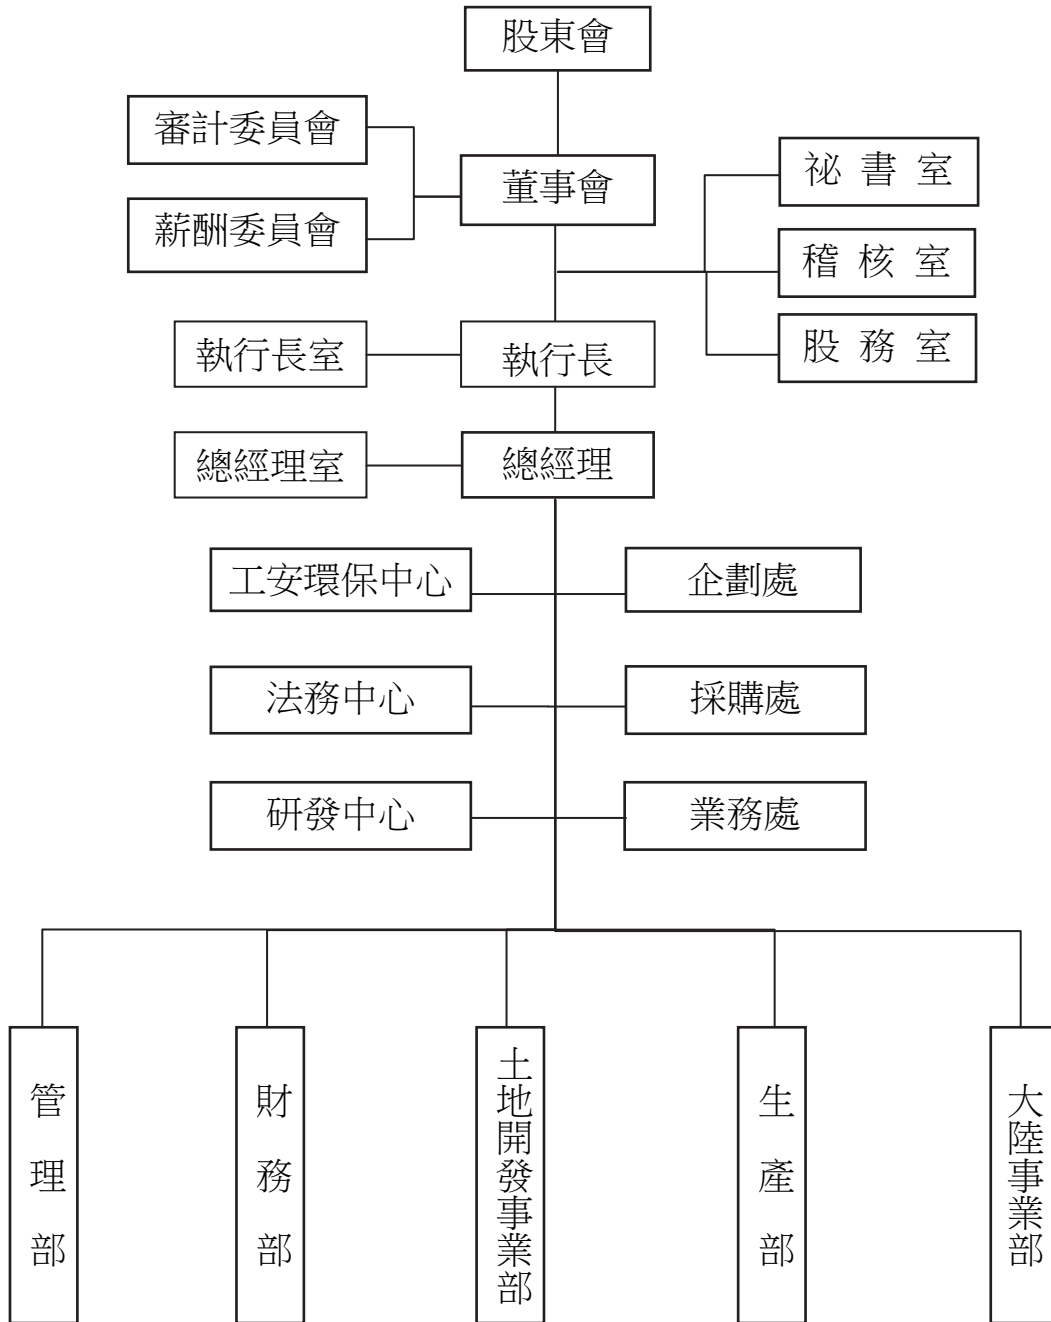 股東會
審計委員會
董事會
祕書室
薪酬委員會
稽核室
股務室
執行長室
執行長
總經理室
總經理
工安環保中心
企劃處
法務中心
採購處
研發中心
業務處
管理部
財務部
土地開發事業部
生產部
大陸事業部